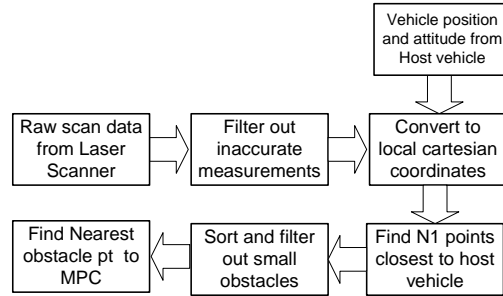 Vehicle position
and attitude from
Host vehicle
Raw scan data
from Laser
Scanner
Filter out
inaccurate
measurements
Convert to
local cartesian
coordinates
Find Nearest
obstacle pt to
MPC
Sort and filter
out small
obstacles
Find N1 points
closest to host
vehicle